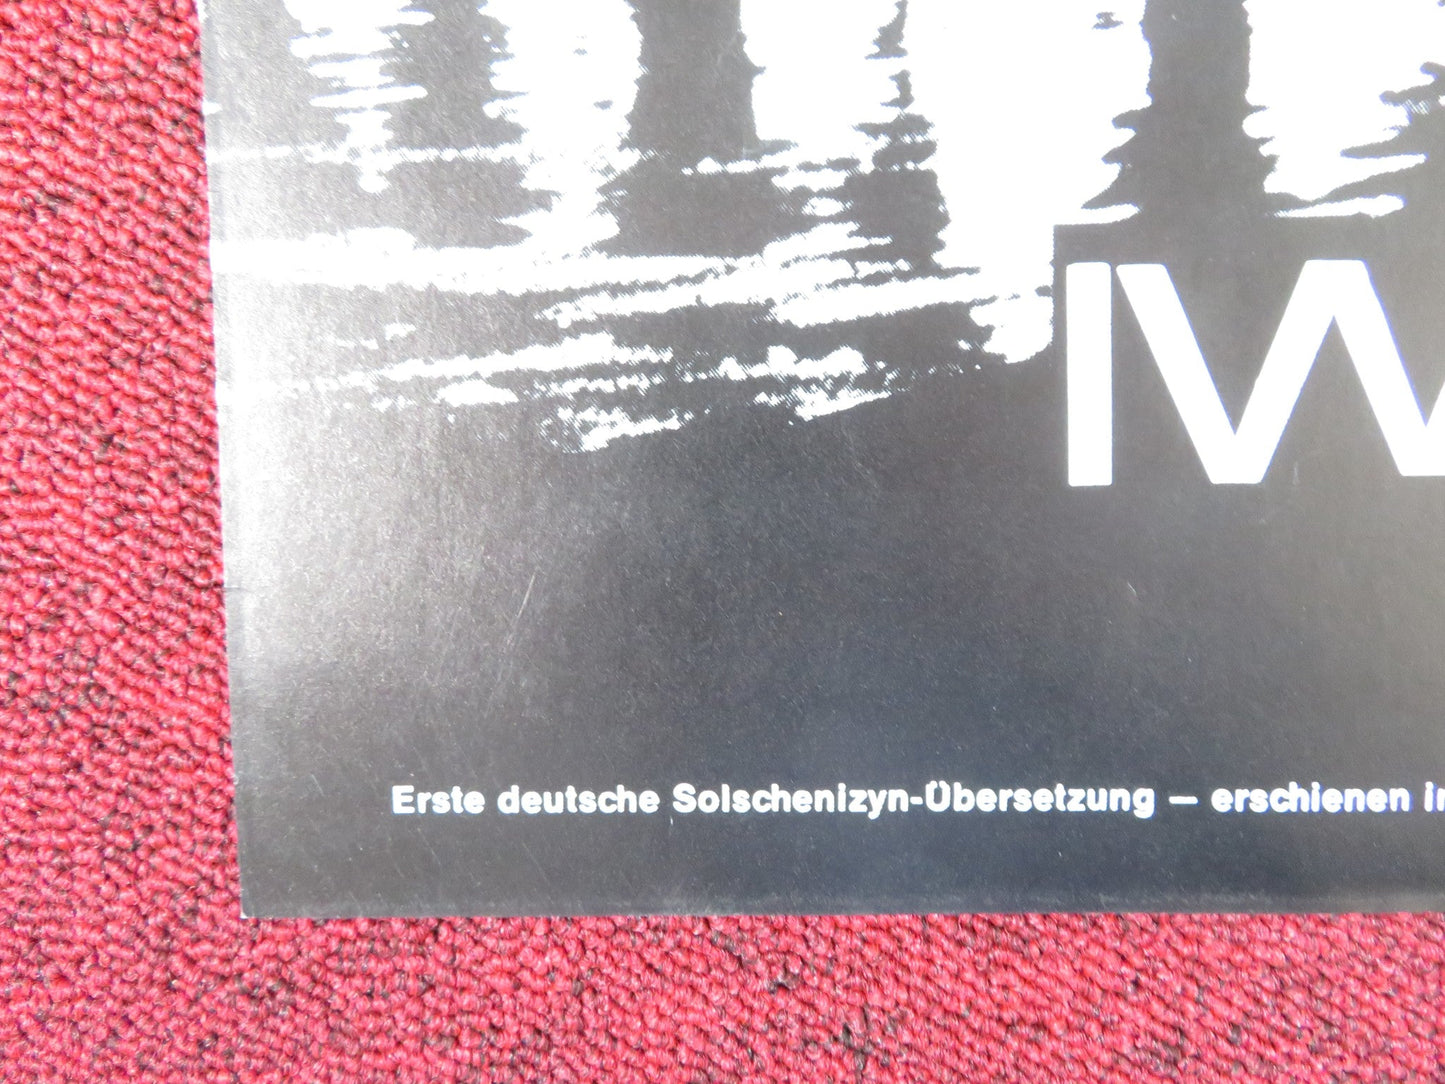 IW
Erste deutsche Solschenizyn-Übersetzung – erschienen